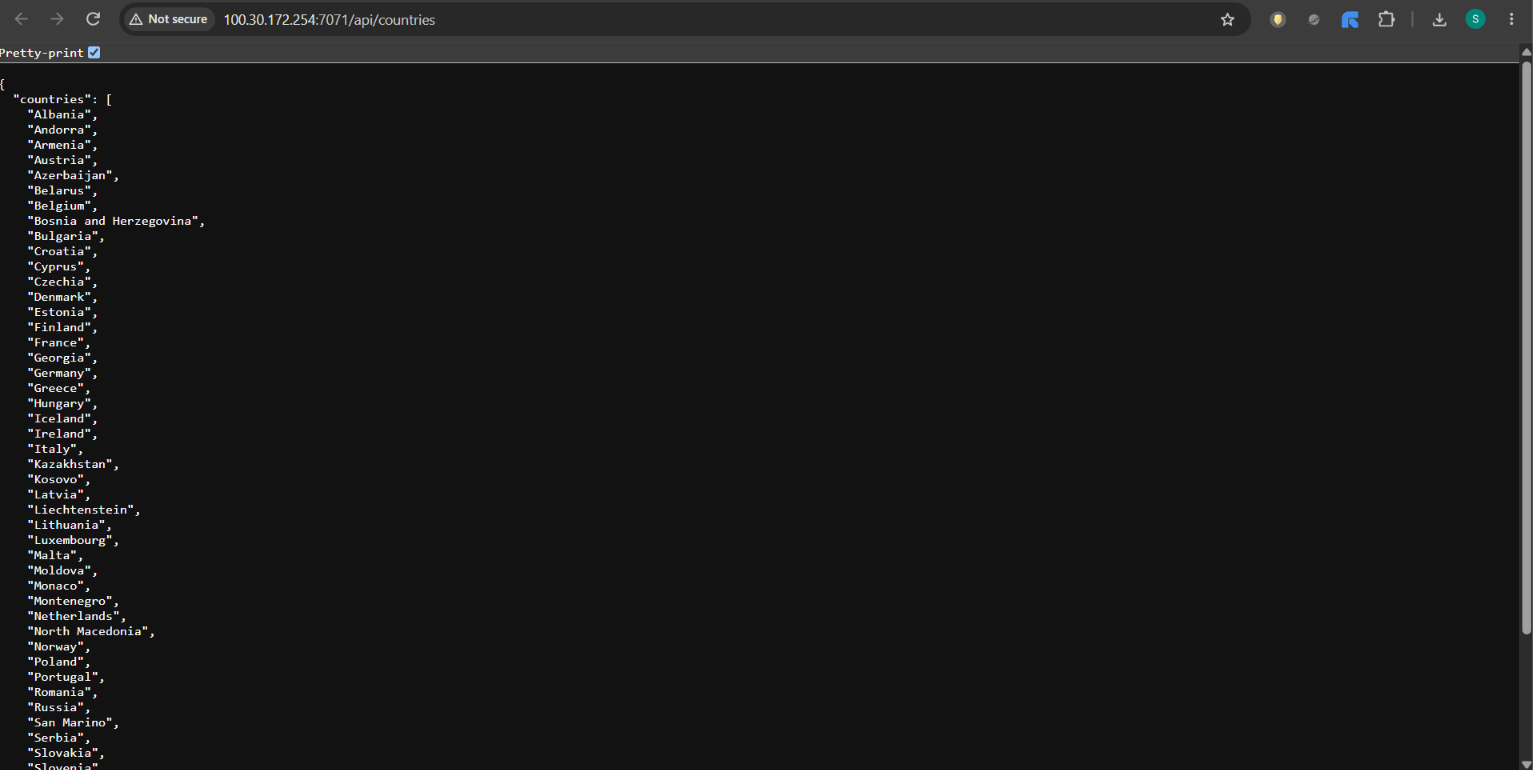 Not secure 100.30.172.254:7071/api/countries S
Pretty-print
{
"countries": [
"Albania",
"Andorra",
"Armenia",
"Austria",
"Azerbaijan",
"Belarus",
"Belgium",
"Bosnia and Herzegovina",
"Bulgaria",
"Croatia",
"Cyprus",
"Czechia",
"Denmark",
"Estonia",
"Finland",
"France",
"Georgia",
"Germany",
"Greece",
"Hungary",
"Iceland",
"Ireland",
"Italy",
"Kazakhstan",
"Kosovo",
"Latvia",
"Liechtenstein",
"Lithuania",
"Luxembourg",
"Malta",
"Moldova",
"Monaco",
"Montenegro",
"Netherlands",
"North Macedonia",
"Norway",
"Poland",
"Portugal",
"Romania",
"Russia",
"San Marino",
"Serbia",
"Slovakia",
"Slovenia"